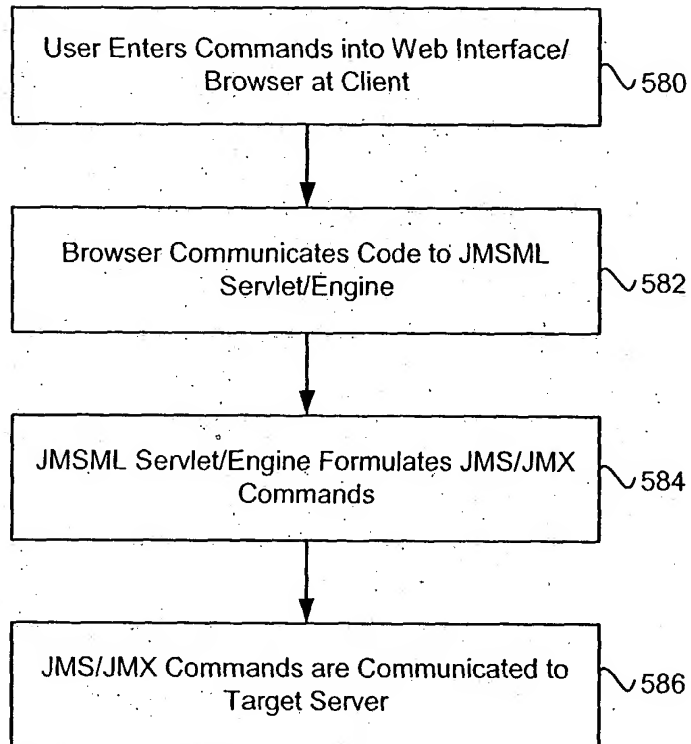 User Enters Commands into Web Interface/
Browser at Client
580
Browser Communicates Code to JMSML
Servlet/Engine
582
JMSML Servlet/Engine Formulates JMS/JMX
Commands
584
JMS/JMX Commands are Communicated to
Target Server
586